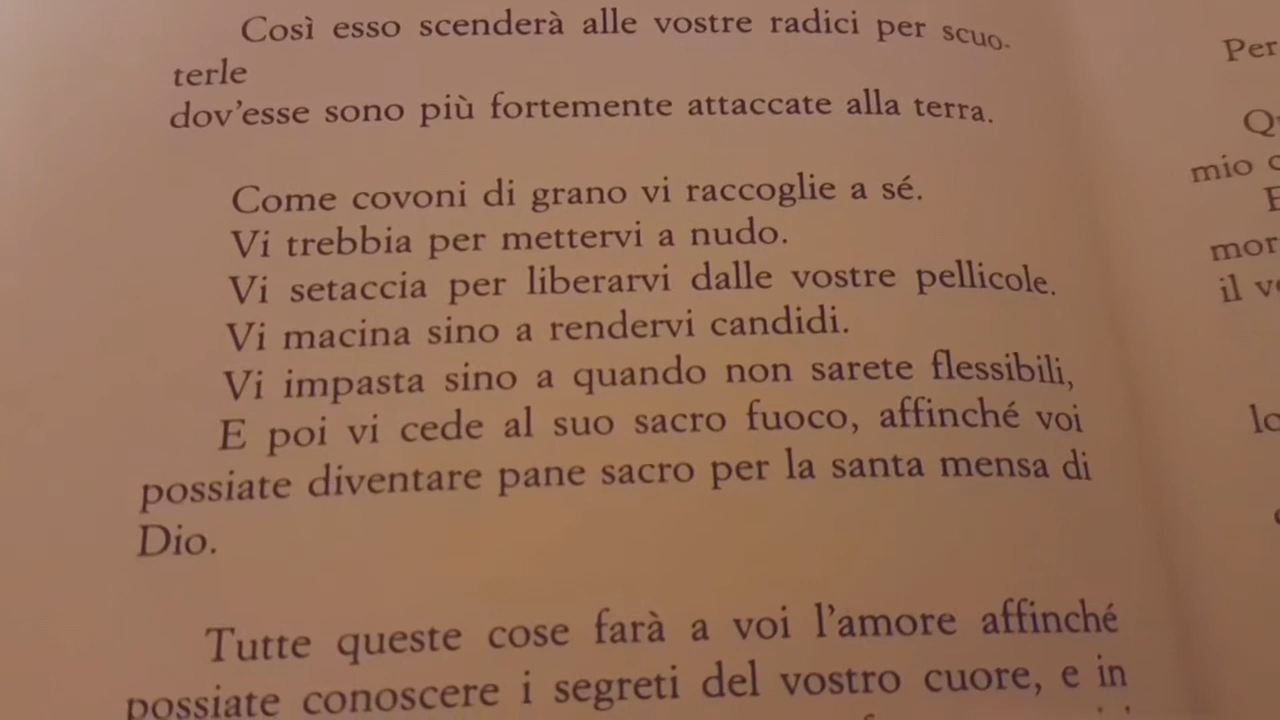 Così esso scenderà alle vostre radici per scuo-
terle
dov'esse sono più fortemente attaccate alla terra.
Come covoni di grano vi raccoglie a sé.
Vi trebbia per mettervi a nudo.
Vi setaccia per liberarvi dalle vostre pellicole.
Vi macina sino a rendervi candidi.
Vi impasta sino a quando non sarete flessibili,
E poi vi cede al suo sacro fuoco, affinché voi
possiate diventare pane sacro per la santa mensa di
Dio.
Tutte queste cose farà a voi l'amore affinché
possiate conoscere i segreti del vostro cuore, e in
Per
mio
il